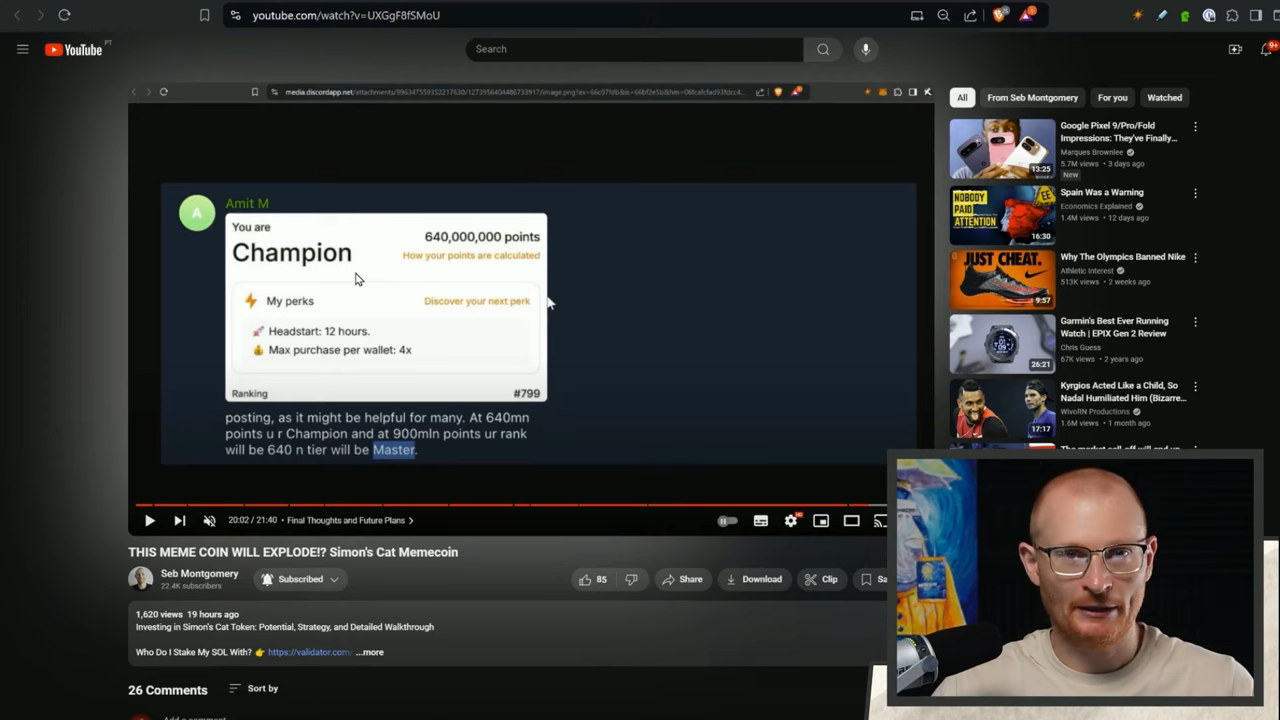 youtube.com/watch?v=UXGgF8fSMoU
YouTube PT
Search
9+
All
From Seb Montgomery
For you
Watched
Amit M
A
You are
Champion
640,000,000 points
How your points are calculated
My perks
Discover your next perk
Headstart: 12 hours.
Max purchase per wallet: 4x
Ranking
#799
posting, as it might be helpful for many. At 640mn
points u r Champion and at 900mln points ur rank
will be 640 n tier will be Master.
20:02 / 21:40 • Final Thoughts and Future Plans
THIS MEME COIN WILL EXPLODE!? Simon's Cat Memecoin
Seb Montgomery
22.4K subscribers
Subscribed
85
Share
Download
Clip
Sa
1,620 views 19 hours ago
Investing in Simon's Cat Token: Potential, Strategy, and Detailed Walkthrough
Who Do I Stake My SOL With? 👉 https://validator.com ...more
26 Comments
Sort by
Google Pixel 9/Pro/Fold
Impressions: They've Finally...
Marques Brownlee
5.7M views • 3 days ago
New
13:25
Spain Was a Warning
Economics Explained
1.4M views • 12 days ago
NOBODY
PAID
ATTENTION
16:30
Why The Olympics Banned Nike
Athletic Interest
513K views • 2 weeks ago
JUST CHEAT.
9:57
Garmin's Best Ever Running
Watch | EPIX Gen 2 Review
Chris Guess
67K views • 2 years ago
26:21
Kyrgios Acted Like a Child, So
Nadal Humiliated Him (Bizarre...
WivoRN Productions
1.6M views • 1 month ago
17:17